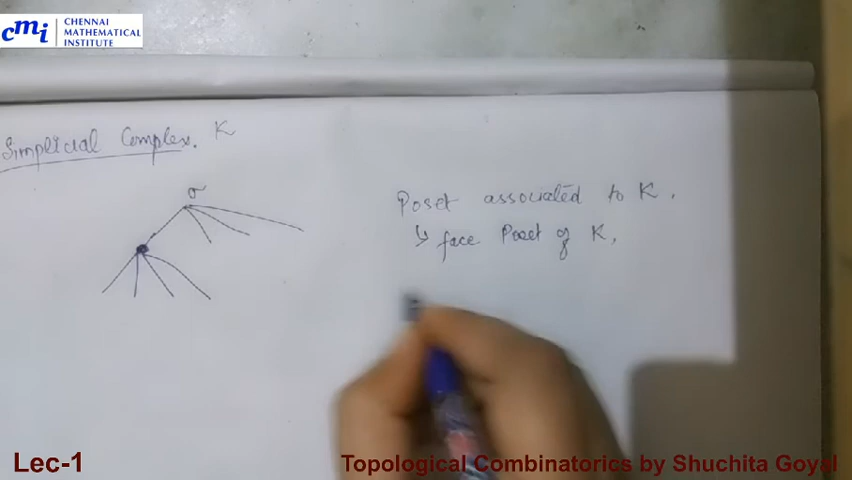 cmi
CHENNAI
MATHEMATICAL
INSTITUTE
Simplicial Complex. K
σ
Poset associated to K.
↳ face Poset of K.
Lec-1
Topological Combinatorics by Shuchita Goyal